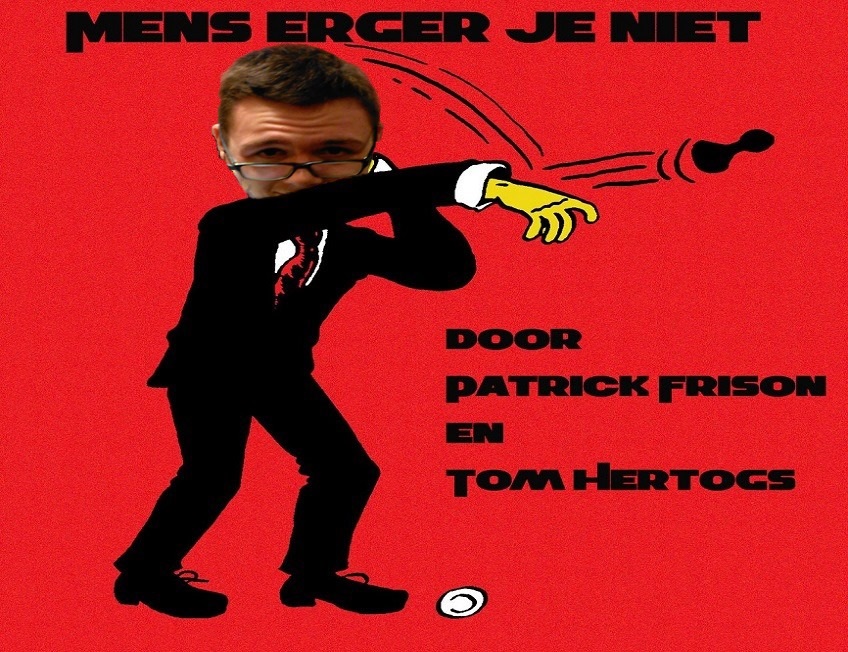 MENS ERGER JE NIET
DOOR
PATRICK FRISON
EN
TOM HERTOGS